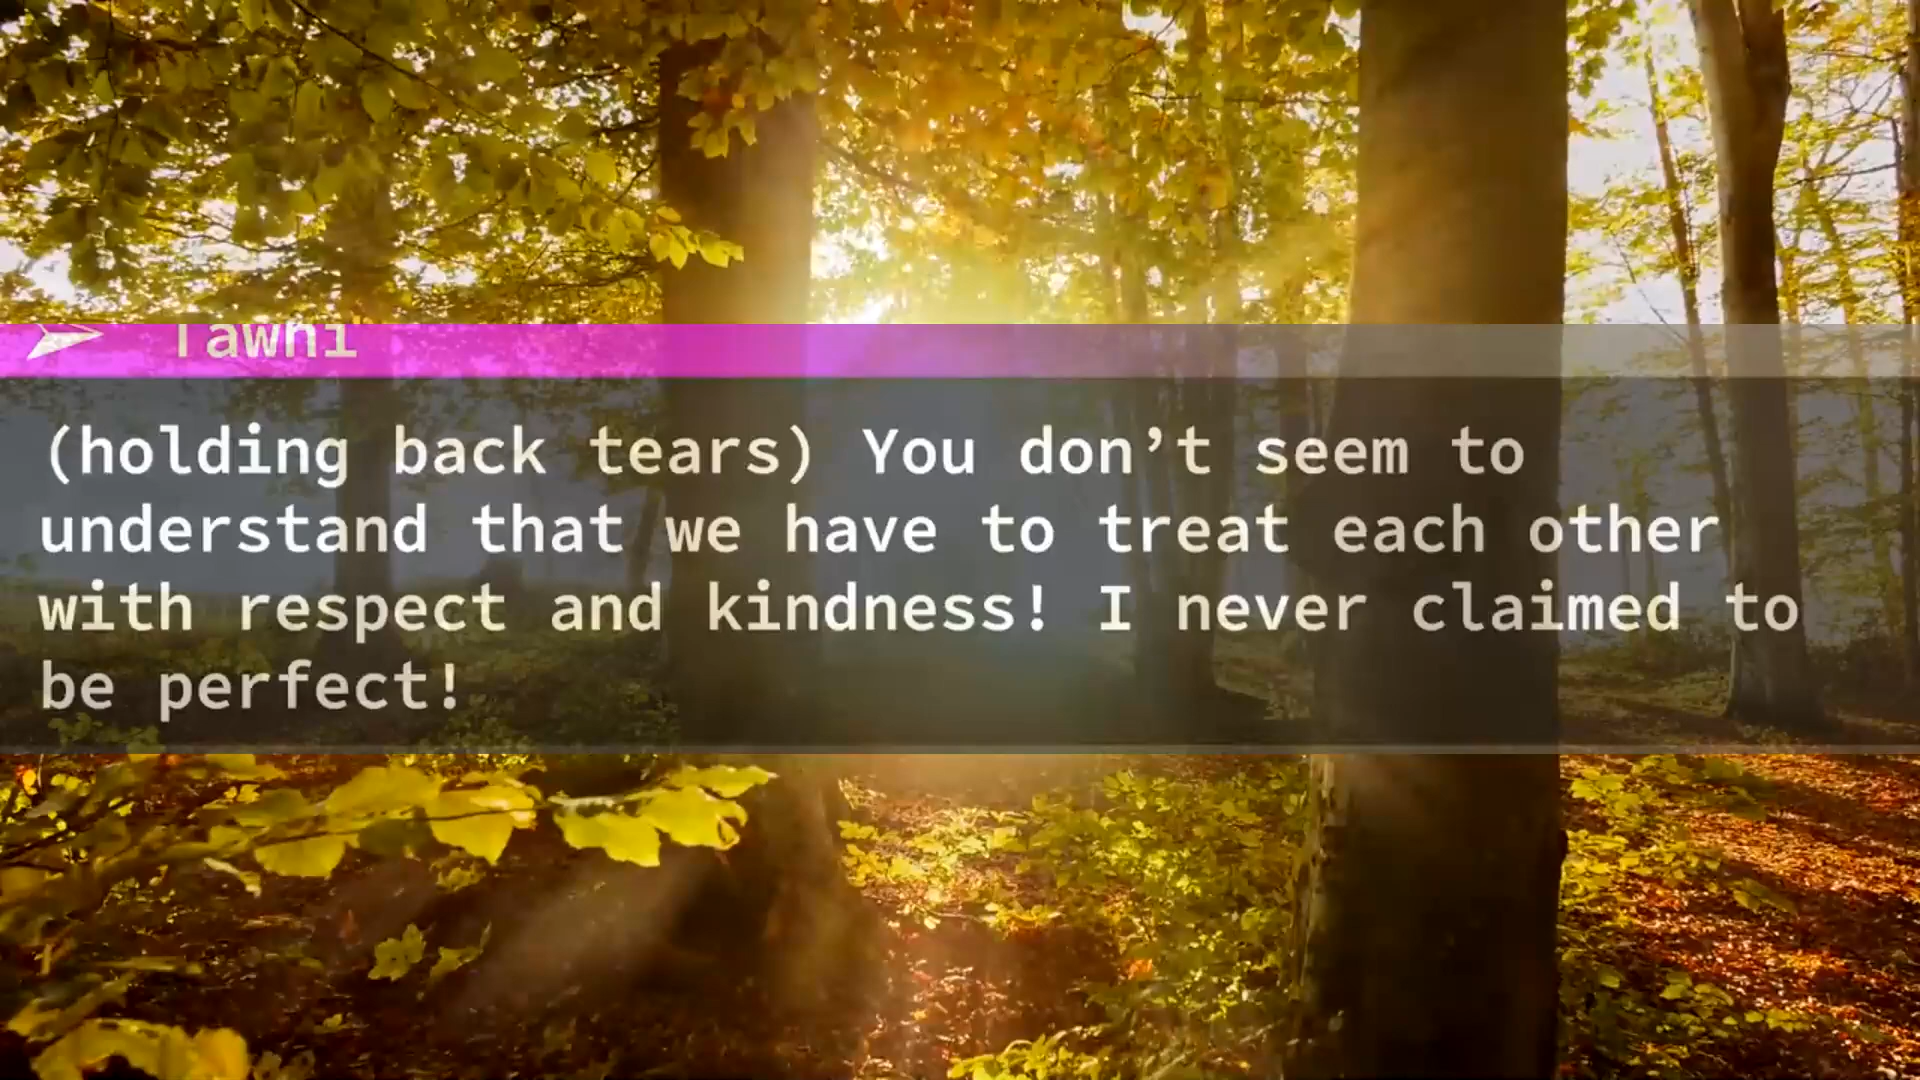 Tawni
(holding back tears) You don’t seem to
understand that we have to treat each other
with respect and kindness! I never claimed to
be perfect!